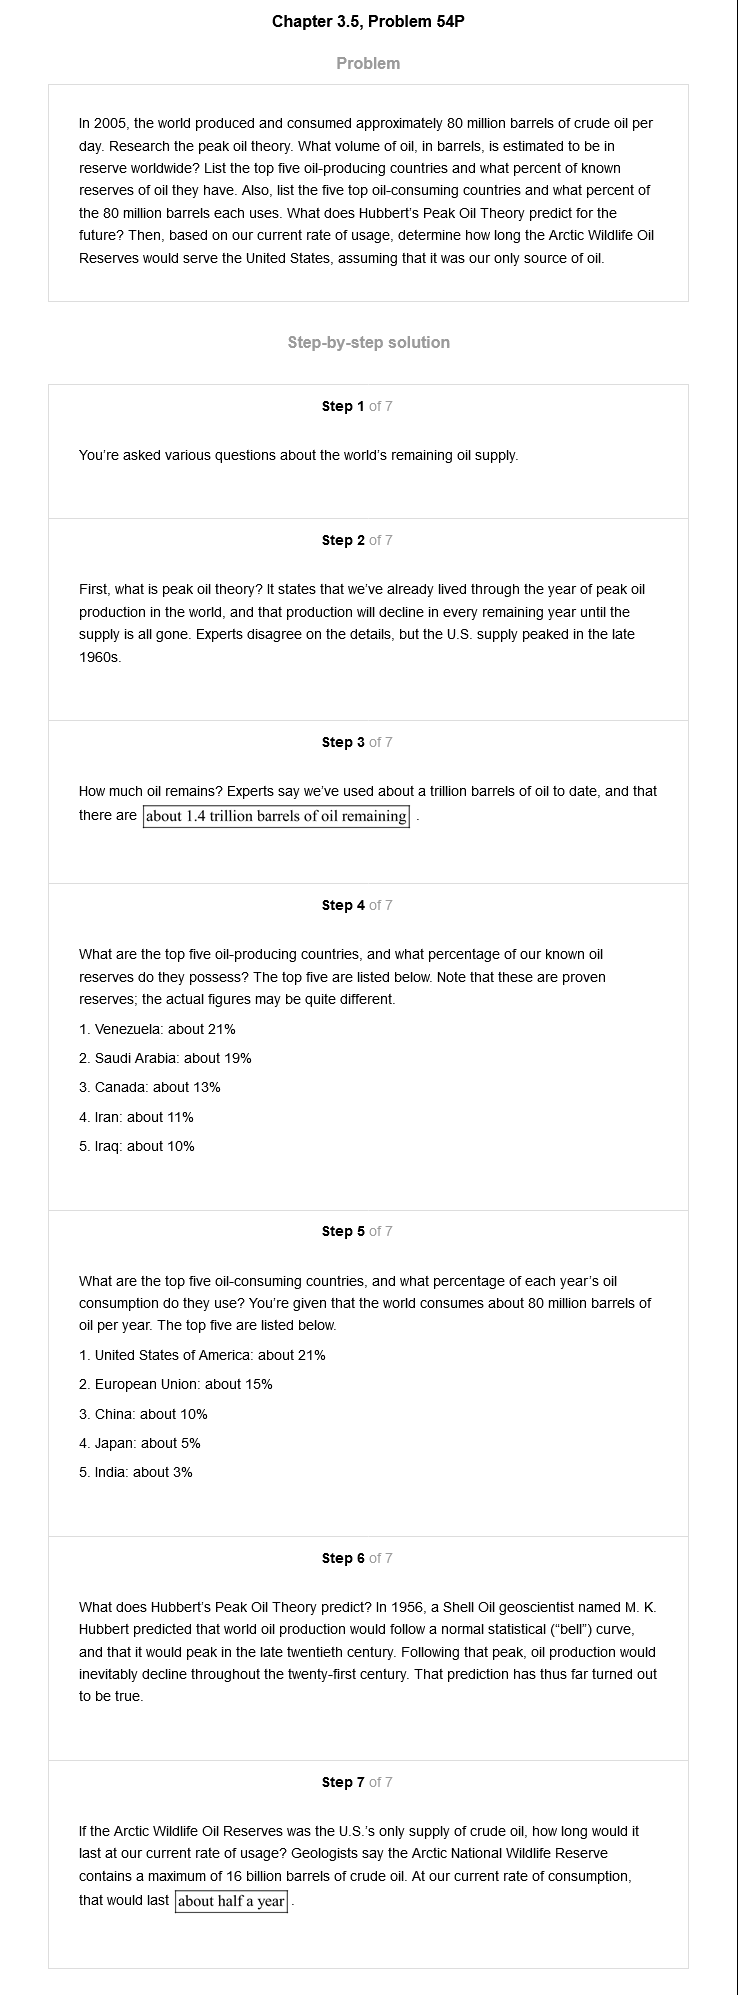 Chapter 3.5, Problem 54P
Problem
In 2005, the world produced and consumed approximately 80 million barrels of crude oil per
day. Research the peak oil theory. What volume of oil, in barrels, is estimated to be in
reserve worldwide? List the top five oil-producing countries and what percent of known
reserves of oil they have. Also, list the five top oil-consuming countries and what percent of
the 80 million barrels each uses. What does Hubbert's Peak Oil Theory predict for the
future? Then, based on our current rate of usage, determine how long the Arctic Wildlife Oil
Reserves would serve the United States, assuming that it was our only source of oil.
Step-by-step solution
Step 1 of 7
You're asked various questions about the world's remaining oil supply.
Step 2 of 7
First, what is peak oil theory? It states that we've already lived through the year of peak oil
production in the world, and that production will decline in every remaining year until the
supply is all gone. Experts disagree on the details, but the U.S. supply peaked in the late
1960s.
Step 3 of 7
How much oil remains? Experts say we've used about a trillion barrels of oil to date, and that
there are about 1.4 trillion barrels of oil remaining .
Step 4 of 7
What are the top five oil-producing countries, and what percentage of our known oil
reserves do they possess? The top five are listed below. Note that these are proven
reserves; the actual figures may be quite different.
1. Venezuela: about 21%
2. Saudi Arabia: about 19%
3. Canada: about 13%
4. Iran: about 11%
5. Iraq: about 10%
Step 5 of 7
What are the top five oil-consuming countries, and what percentage of each year's oil
consumption do they use? You're given that the world consumes about 80 million barrels of
oil per year. The top five are listed below.
1. United States of America: about 21%
2. European Union: about 15%
3. China: about 10%
4. Japan: about 5%
5. India: about 3%
Step 6 of 7
What does Hubbert's Peak Oil Theory predict? In 1956, a Shell Oil geoscientist named M. K.
Hubbert predicted that world oil production would follow a normal statistical ("bell") curve,
and that it would peak in the late twentieth century. Following that peak, oil production would
inevitably decline throughout the twenty-first century. That prediction has thus far turned out
to be true.
Step 7 of 7
If the Arctic Wildlife Oil Reserves was the U.S.'s only supply of crude oil, how long would it
last at our current rate of usage? Geologists say the Arctic National Wildlife Reserve
contains a maximum of 16 billion barrels of crude oil. At our current rate of consumption,
that would last about half a year .